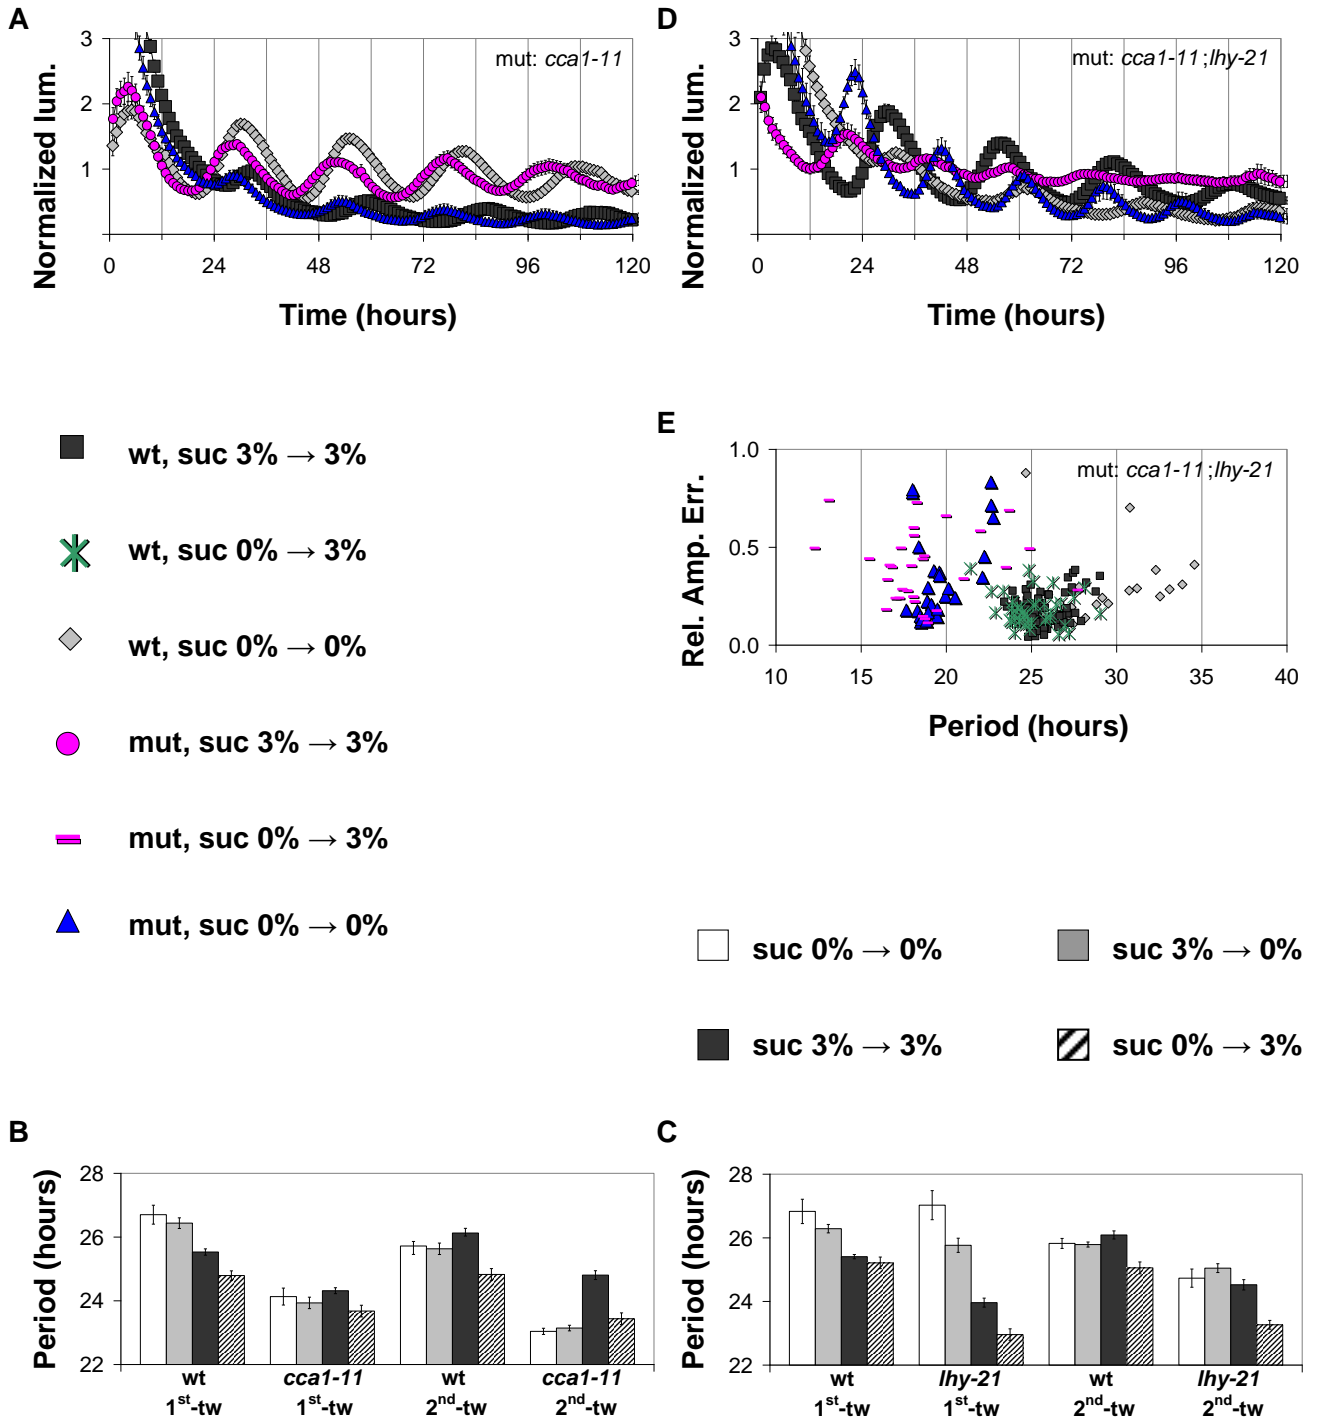 A
Normalized lum.
3
2
1
mut: cca1-11
0 24 48 72 96 120
Time (hours)
D
Normalized lum.
3
2
1
mut: cca1-11;lhy-21
0 24 48 72 96 120
Time (hours)
wt, suc 3% → 3%
wt, suc 0% → 3%
wt, suc 0% → 0%
mut, suc 3% → 3%
mut, suc 0% → 3%
mut, suc 0% → 0%
E
Rel. Amp. Err.
1.0
0.5
0.0
mut: cca1-11;lhy-21
10 15 20 25 30 35 40
Period (hours)
suc 0% → 0%
suc 3% → 0%
suc 3% → 3%
suc 0% → 3%
B
Period (hours)
28
26
24
22
wt cca1-11 wt cca1-11
1st-tw 1st-tw 2nd-tw 2nd-tw
C
Period (hours)
28
26
24
22
wt lhy-21 wt lhy-21
1st-tw 1st-tw 2nd-tw 2nd-tw